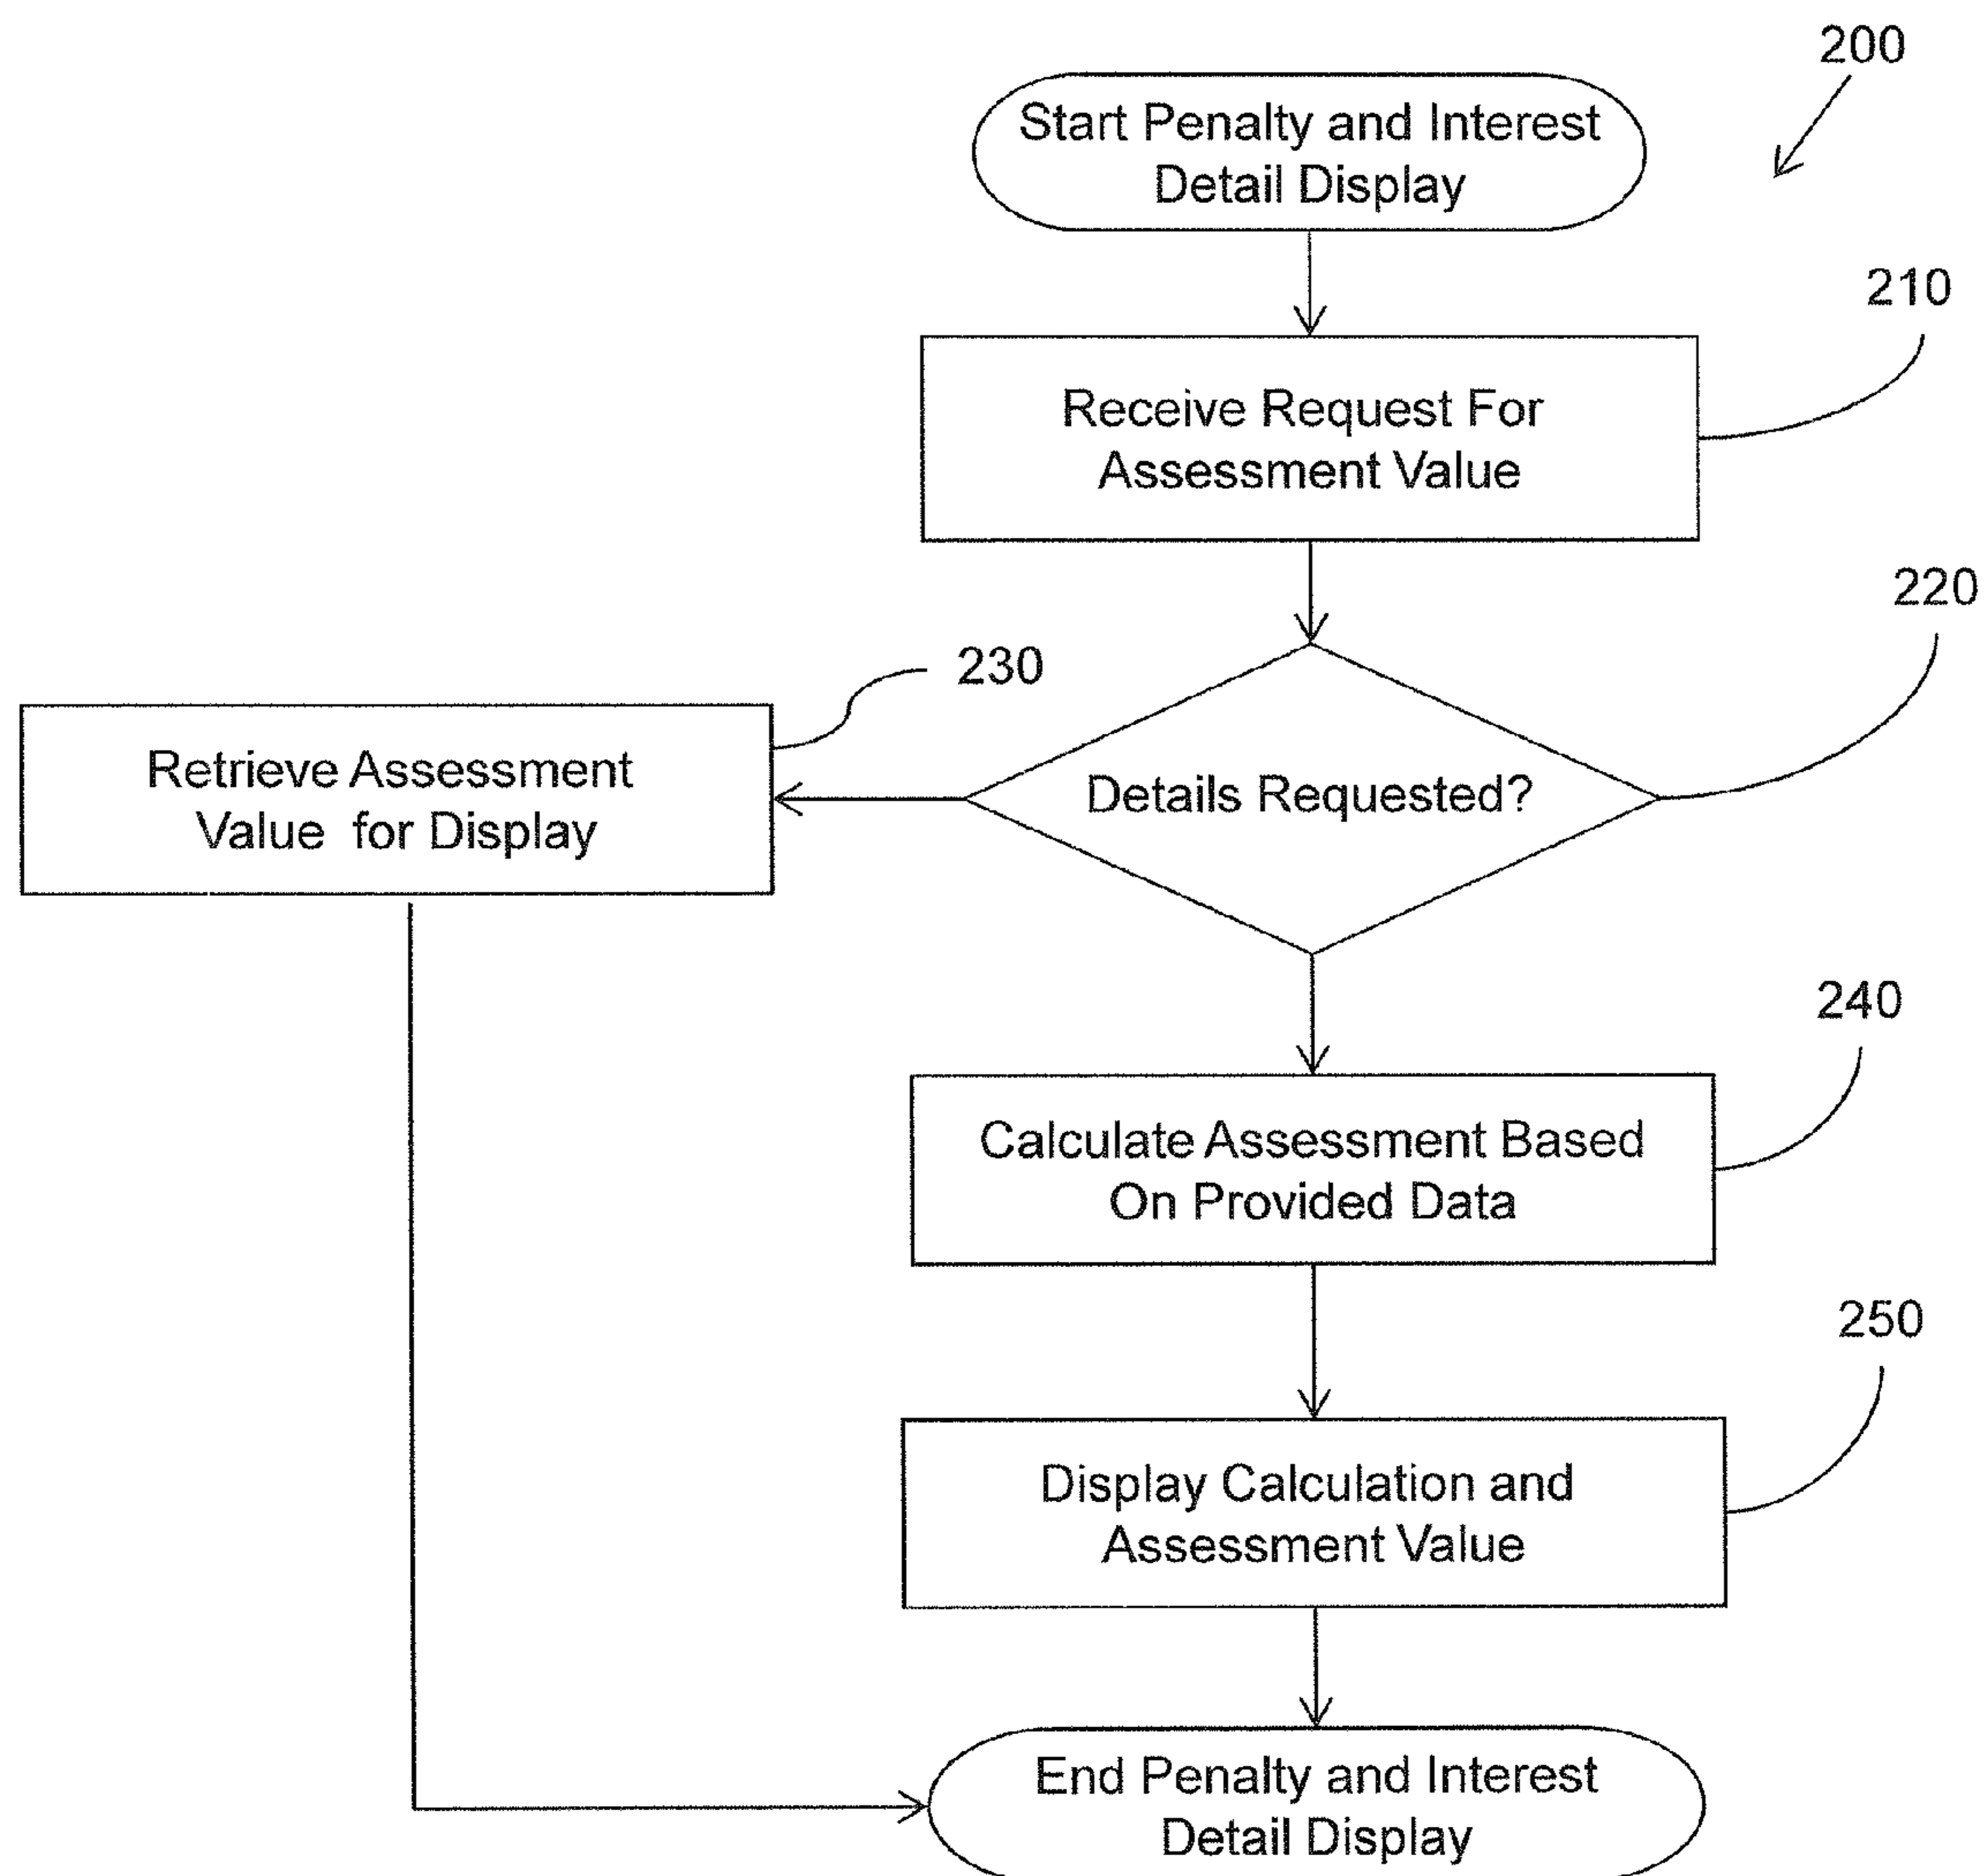 200
Start Penalty and Interest
Detail Display
210
Receive Request For
Assessment Value
220
230
Retrieve Assessment
Value for Display
Details Requested?
240
Calculate Assessment Based
On Provided Data
250
Display Calculation and
Assessment Value
End Penalty and Interest
Detail Display